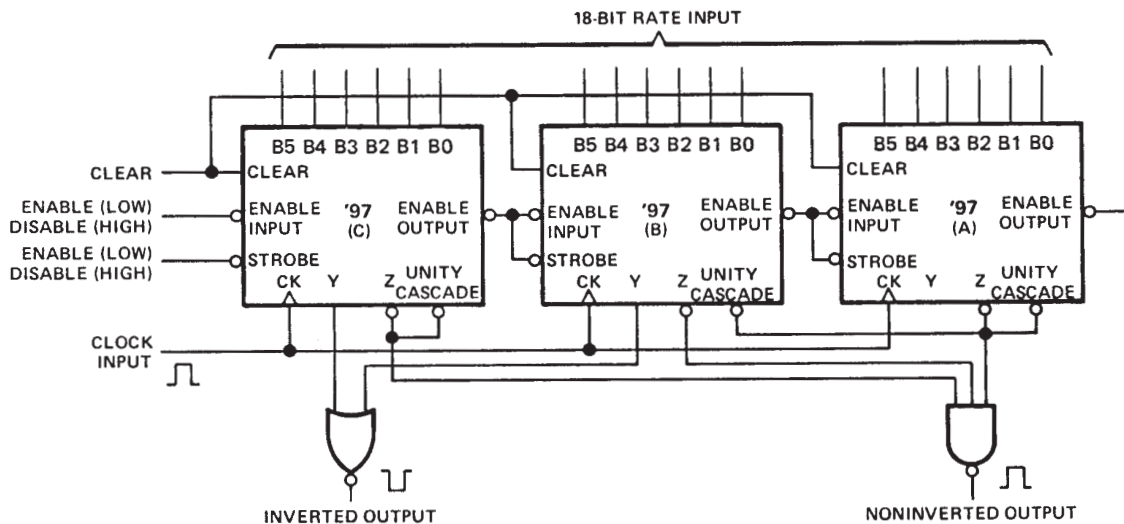 18-BIT RATE INPUT
B5 B4 B3 B2 B1 B0
B5 B4 B3 B2 B1 B0
B5 B4 B3 B2 B1 B0
CLEAR
CLEAR
CLEAR
CLEAR
ENABLE (LOW)
DISABLE (HIGH)
ENABLE
INPUT
'97
(C)
ENABLE
OUTPUT
ENABLE
INPUT
'97
(B)
ENABLE
OUTPUT
ENABLE
INPUT
'97
(A)
ENABLE
OUTPUT
ENABLE (LOW)
DISABLE (HIGH)
STROBE
STROBE
STROBE
CK Y Z UNITY
CASCADE
CK Y Z UNITY
CASCADE
CK Y Z UNITY
CASCADE
CLOCK
INPUT
INVERTED OUTPUT
NONINVERTED OUTPUT